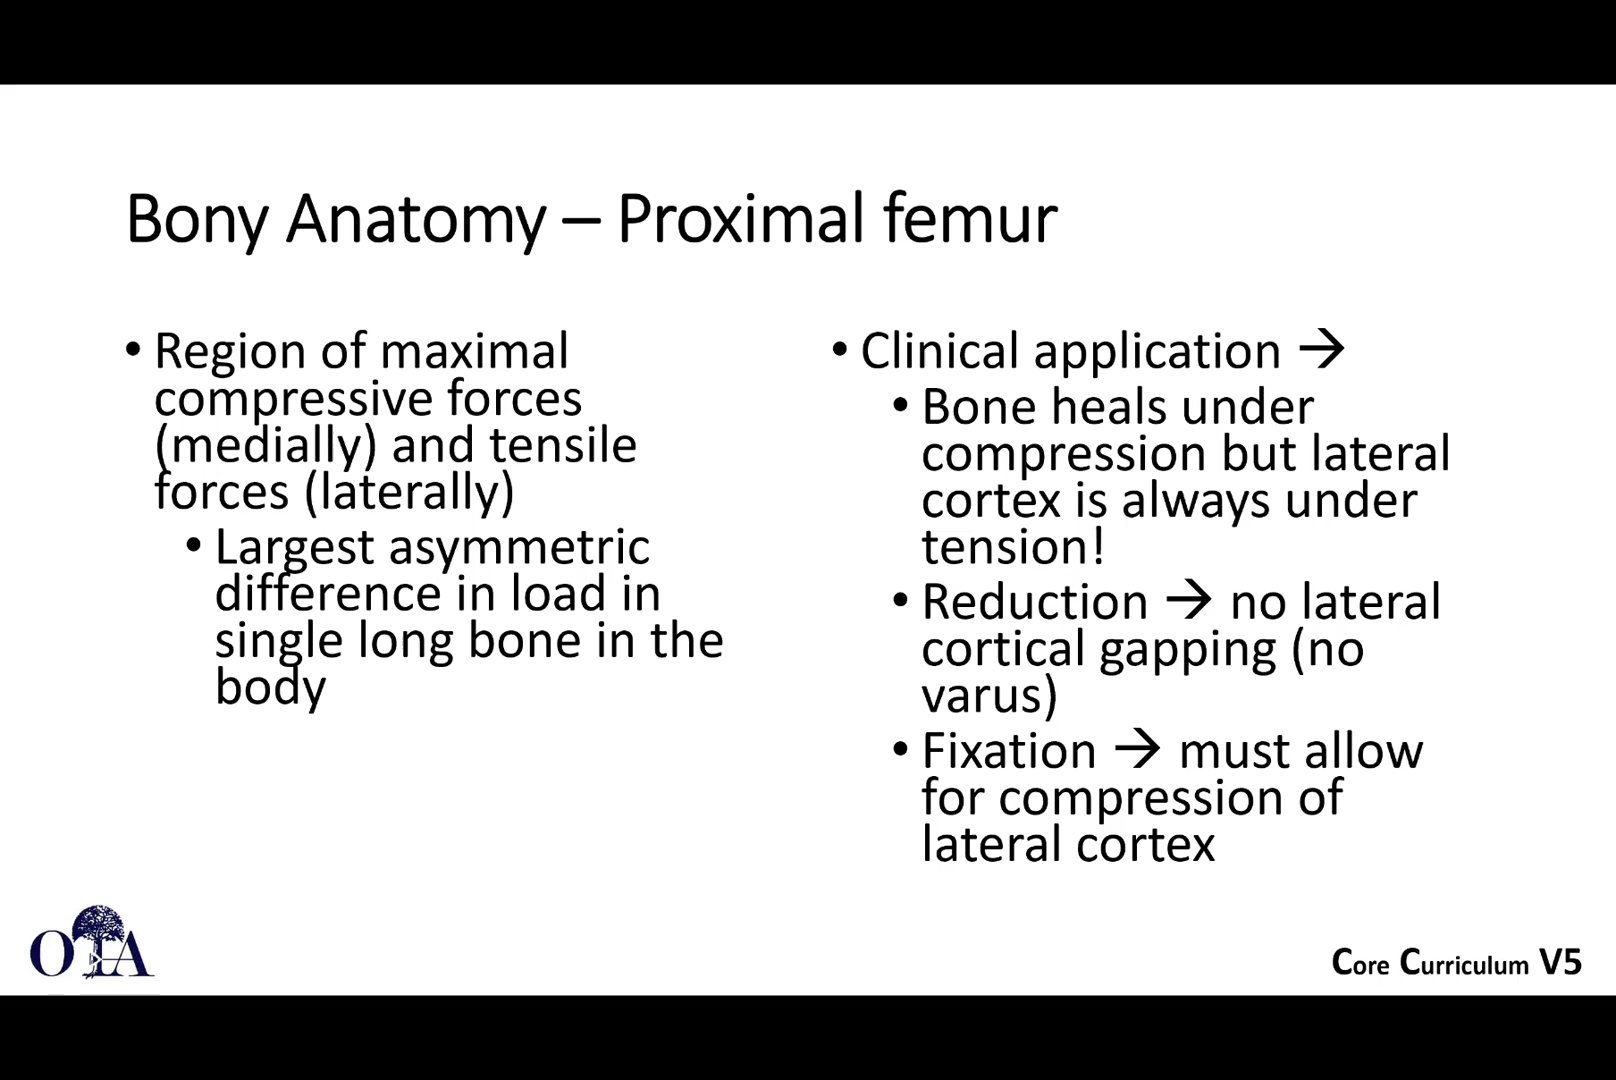 Bony Anatomy – Proximal femur
• Region of maximal
compressive forces
(medially) and tensile
forces (laterally)
• Largest asymmetric
difference in load in
single long bone in the
body
• Clinical application →
• Bone heals under
compression but lateral
cortex is always under
tension!
• Reduction → no lateral
cortical gapping (no
varus)
• Fixation → must allow
for compression of
lateral cortex
OTA
Core Curriculum V5